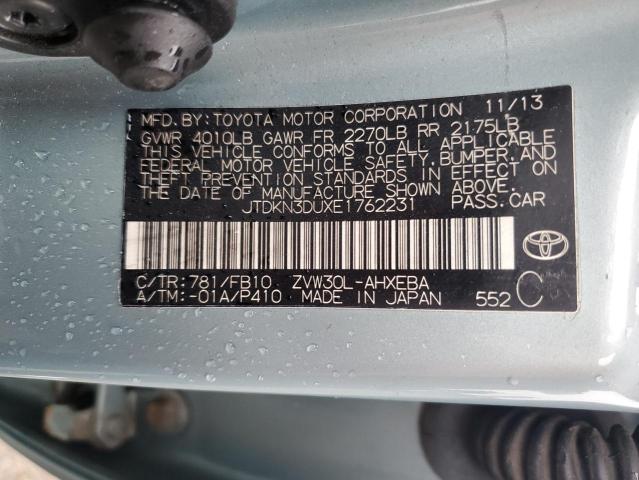 MFD. BY: TOYOTA MOTOR CORPORATION 11/13
GVWR 4010LB GAWR FR 2270LB RR 2175LB
THIS VEHICLE CONFORMS TO ALL APPLICABLE
FEDERAL MOTOR VEHICLE SAFETY, BUMPER, AND
THEFT PREVENTION STANDARDS IN EFFECT ON
THE DATE OF MANUFACTURE SHOWN ABOVE.
JTDKN3DUXE1762231 PASS. CAR
C/TR: 781/FB10 ZVW30L-AHXEBA
A/TM: -01A/P410 MADE IN JAPAN 552 C